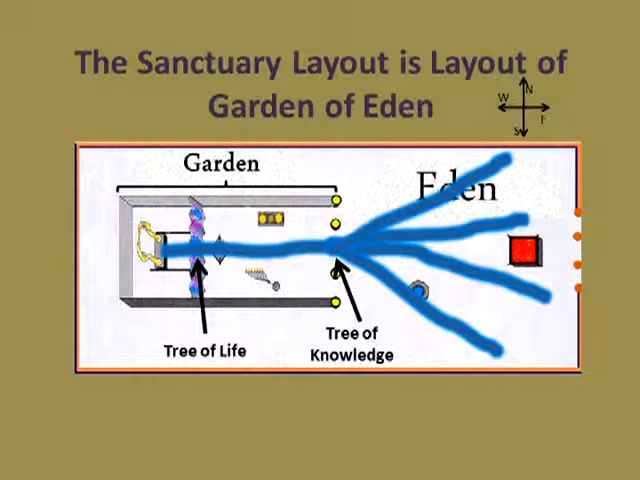 The Sanctuary Layout is Layout of
Garden of Eden
N
W
S
Garden
Eden
Tree of Life
Tree of
Knowledge